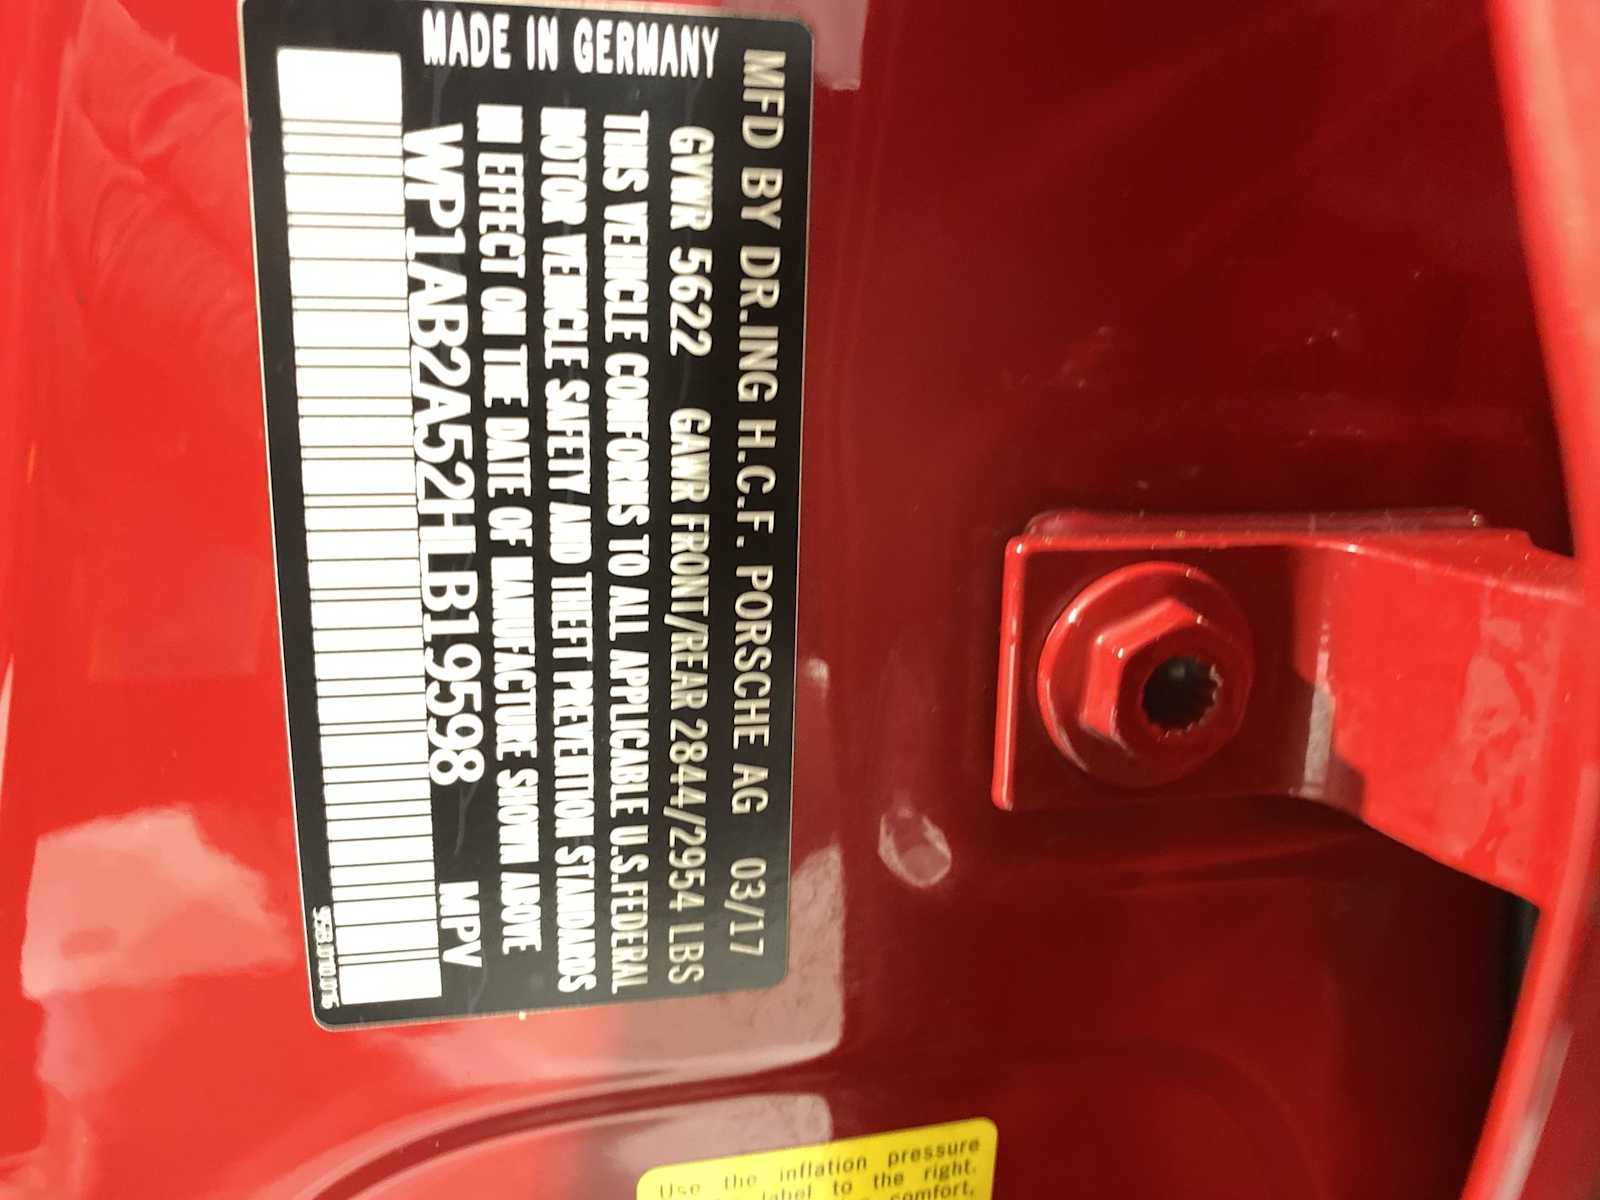 MFD BY DR.ING H.C.F. PORSCHE AG 03/17
GVWR 5622 GAWR FRONT/REAR 2844/2954 LBS
THIS VEHICLE CONFORMS TO ALL APPLICABLE U.S.FEDERAL
MOTOR VEHICLE SAFETY AND THEFT PREVENTION STANDARDS
IN EFFECT ON THE DATE OF MANUFACTURE SHOWN ABOVE
WP1AB2A52HLB19598 MPV
MADE IN GERMANY
Use the inflation pressure
label to the right.
comfort,